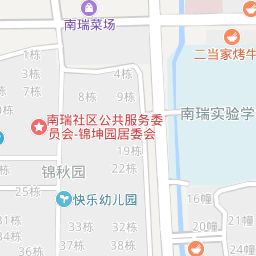 南瑞菜场
二当家烤牛
31栋
1栋
4栋
3栋
8栋
9栋
南瑞实验学
南瑞社区公共服务委
员会-锦坤园居委会
19栋
22栋
锦秋园
快乐幼儿园
16幢
21幢
20幢
24幢
35栋
34栋
38栋